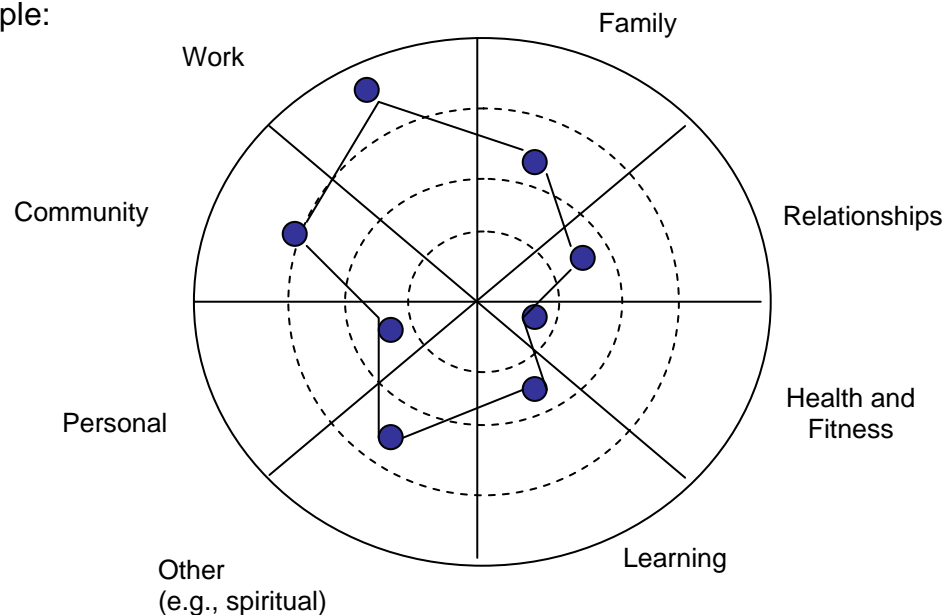 ple:
Family
Work
Community
Relationships
Personal
Health and
Fitness
Other
(e.g., spiritual)
Learning